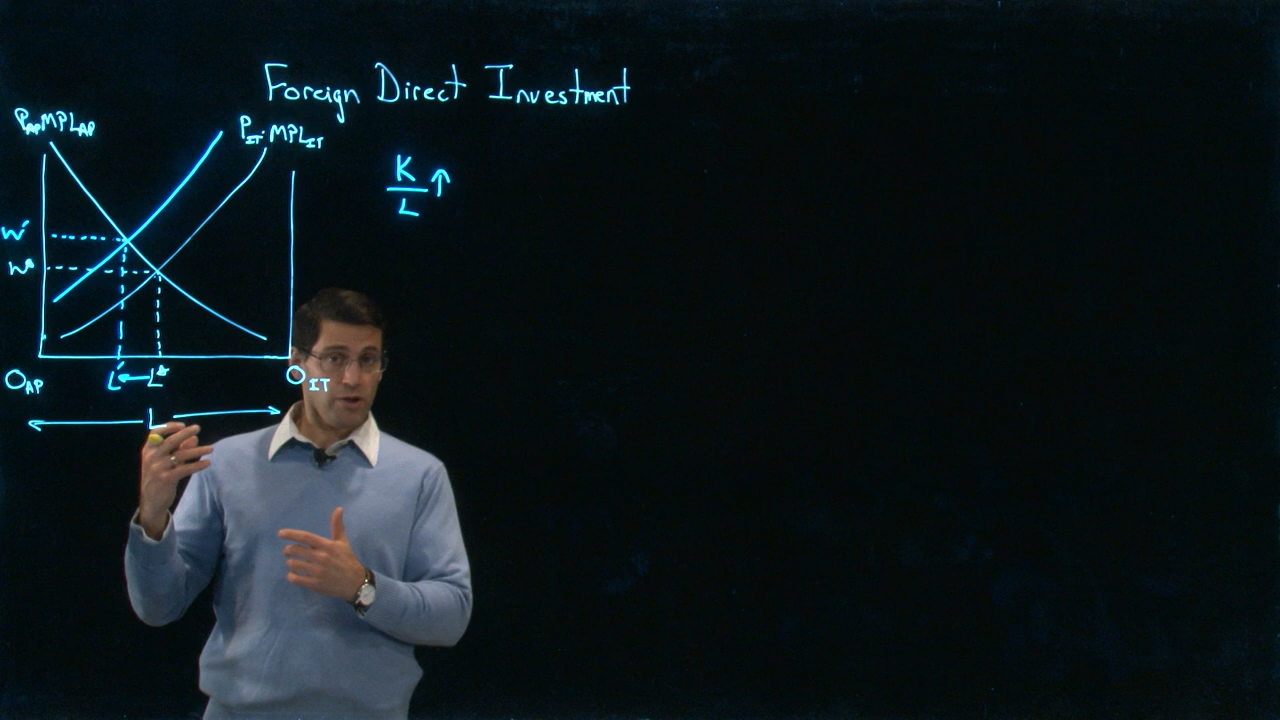 Foreign Direct Investment
P_AP MPL_AP
P_IT · MPL_IT
K
L
↑
W'
W*
O_AP
L' ← L*
O_IT
L